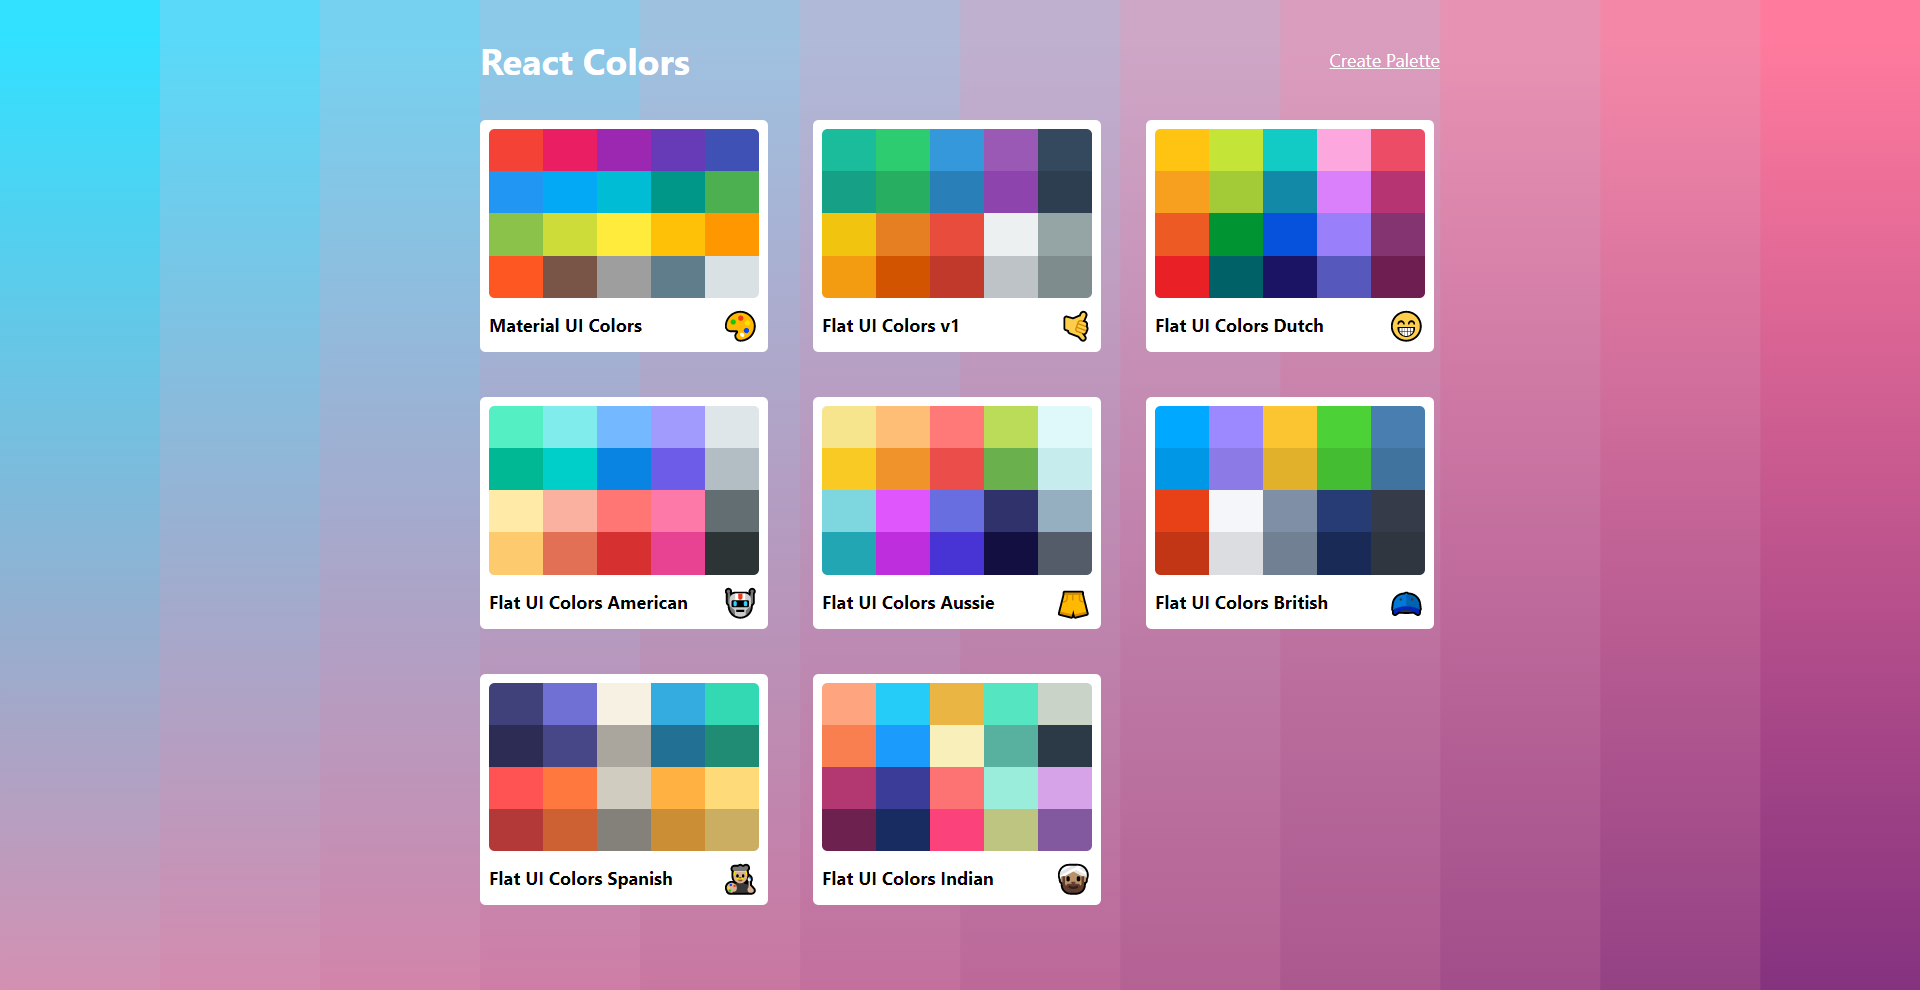 React Colors
Create Palette
Material UI Colors
Flat UI Colors v1
Flat UI Colors Dutch
Flat UI Colors American
Flat UI Colors Aussie
Flat UI Colors British
Flat UI Colors Spanish
Flat UI Colors Indian